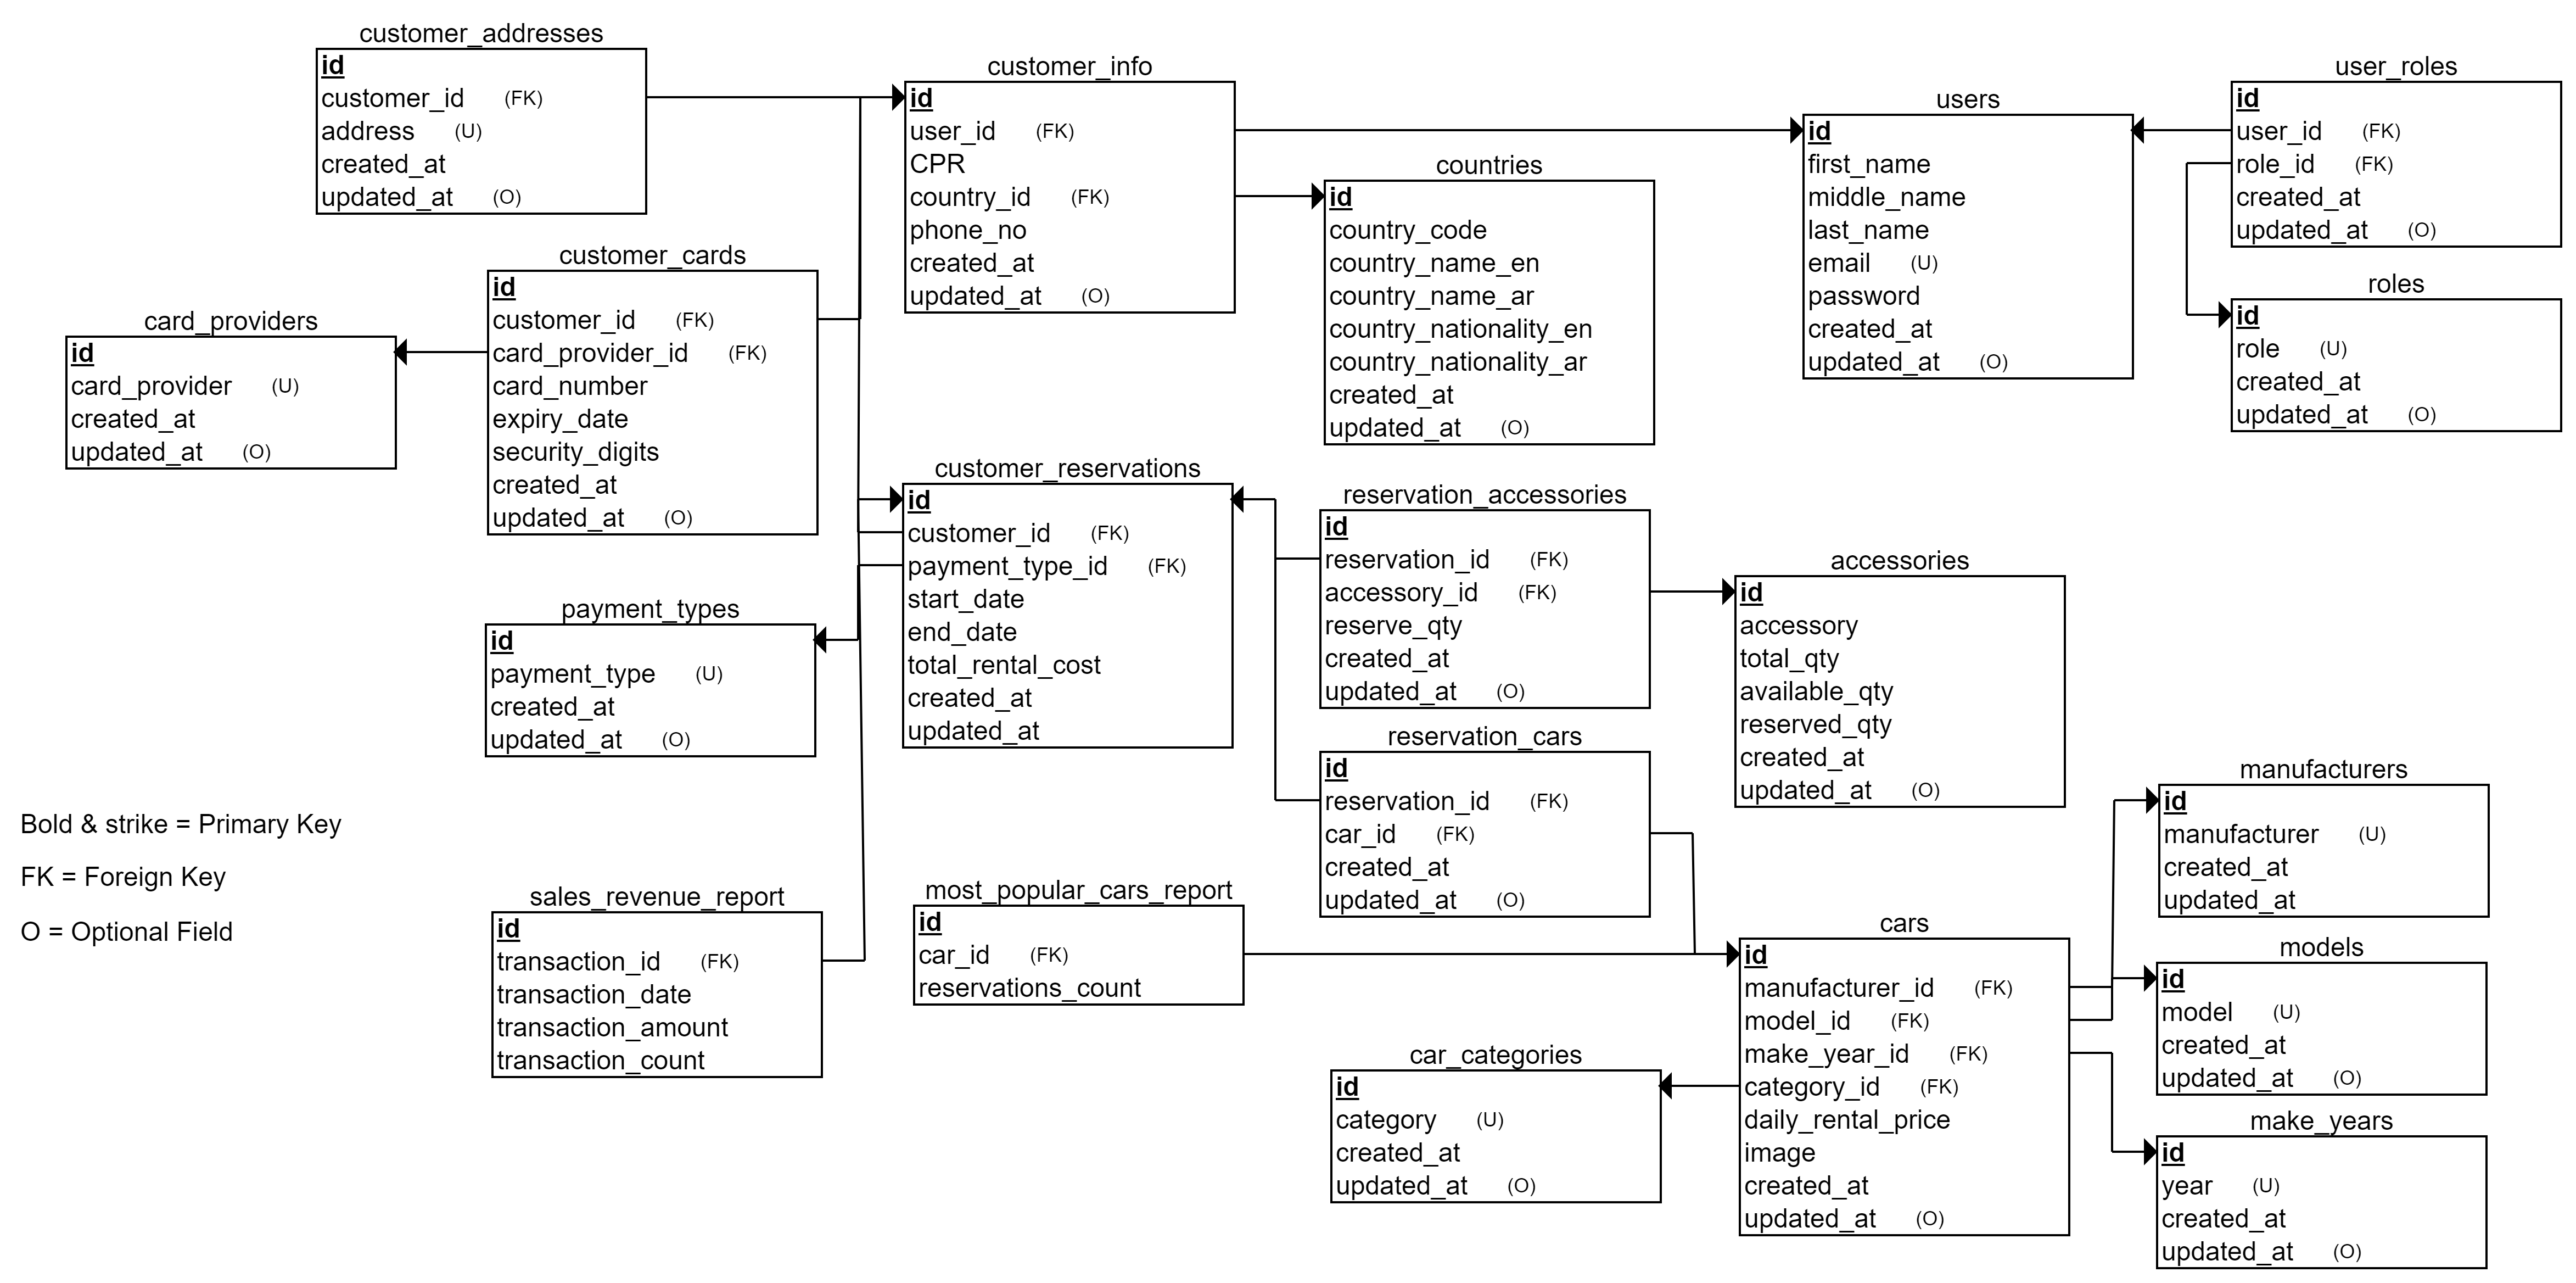 customer_addresses
id
customer_id (FK)
address (U)
created_at
updated_at (O)
customer_info
id
user_id (FK)
CPR
country_id (FK)
phone_no
created_at
updated_at (O)
users
id
first_name
middle_name
last_name
email (U)
password
created_at
updated_at (O)
user_roles
id
user_id (FK)
role_id (FK)
created_at
updated_at (O)
countries
id
country_code
country_name_en
country_name_ar
country_nationality_en
country_nationality_ar
created_at
updated_at (O)
roles
id
role (U)
created_at
updated_at (O)
customer_cards
id
customer_id (FK)
card_provider_id (FK)
card_number
expiry_date
security_digits
created_at
updated_at (O)
card_providers
id
card_provider (U)
created_at
updated_at (O)
customer_reservations
id
customer_id (FK)
payment_type_id (FK)
start_date
end_date
total_rental_cost
created_at
updated_at
reservation_accessories
id
reservation_id (FK)
accessory_id (FK)
reserve_qty
created_at
updated_at (O)
accessories
id
accessory
total_qty
available_qty
reserved_qty
created_at
updated_at (O)
payment_types
id
payment_type (U)
created_at
updated_at (O)
reservation_cars
id
reservation_id (FK)
car_id (FK)
created_at
updated_at (O)
manufacturers
id
manufacturer (U)
created_at
updated_at
Bold & strike = Primary Key
FK = Foreign Key
O = Optional Field
sales_revenue_report
id
transaction_id (FK)
transaction_date
transaction_amount
transaction_count
most_popular_cars_report
id
car_id (FK)
reservations_count
cars
id
manufacturer_id (FK)
model_id (FK)
make_year_id (FK)
category_id (FK)
daily_rental_price
image
created_at
updated_at (O)
models
id
model (U)
created_at
updated_at (O)
car_categories
id
category (U)
created_at
updated_at (O)
make_years
id
year (U)
created_at
updated_at (O)